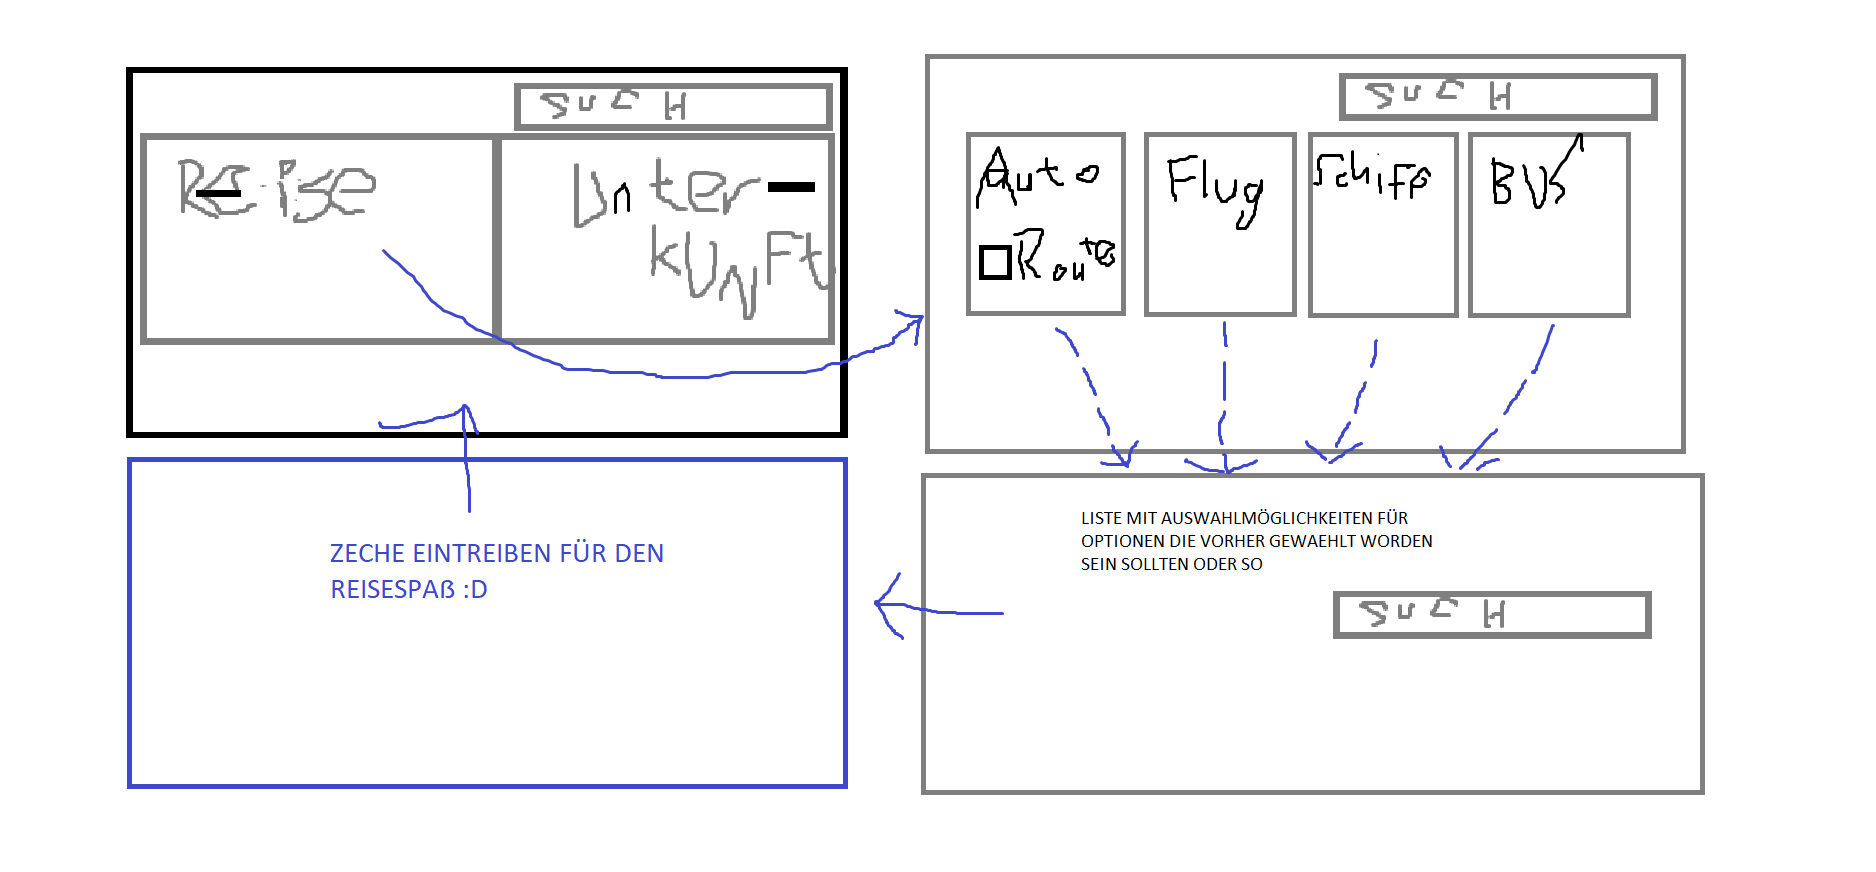 SUCH
Reise
Unter-
kUNFt
SUCH
Auto
Route
Flug
Schiff
BUs
ZECHE EINTREIBEN FÜR DEN
REISESPAß :D
LISTE MIT AUSWAHLMÖGLICHKEITEN FÜR
OPTIONEN DIE VORHER GEWAEHLT WORDEN
SEIN SOLLTEN ODER SO
SUCH